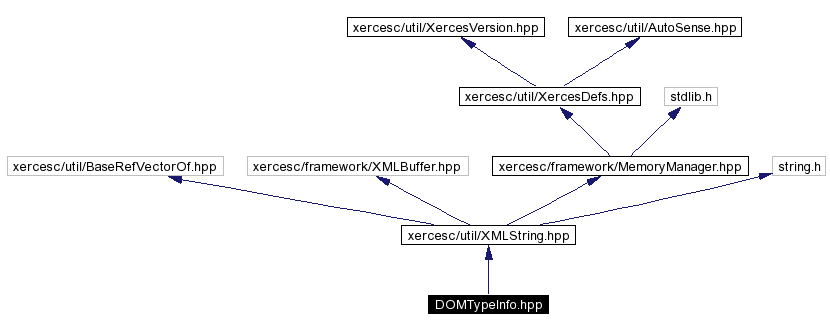 xercesc/util/XercesVersion.hpp
xercesc/util/AutoSense.hpp
xercesc/util/XercesDefs.hpp
stdlib.h
xercesc/util/BaseRefVectorOf.hpp
xercesc/framework/XMLBuffer.hpp
xercesc/framework/MemoryManager.hpp
string.h
xercesc/util/XMLString.hpp
DOMTypeInfo.hpp